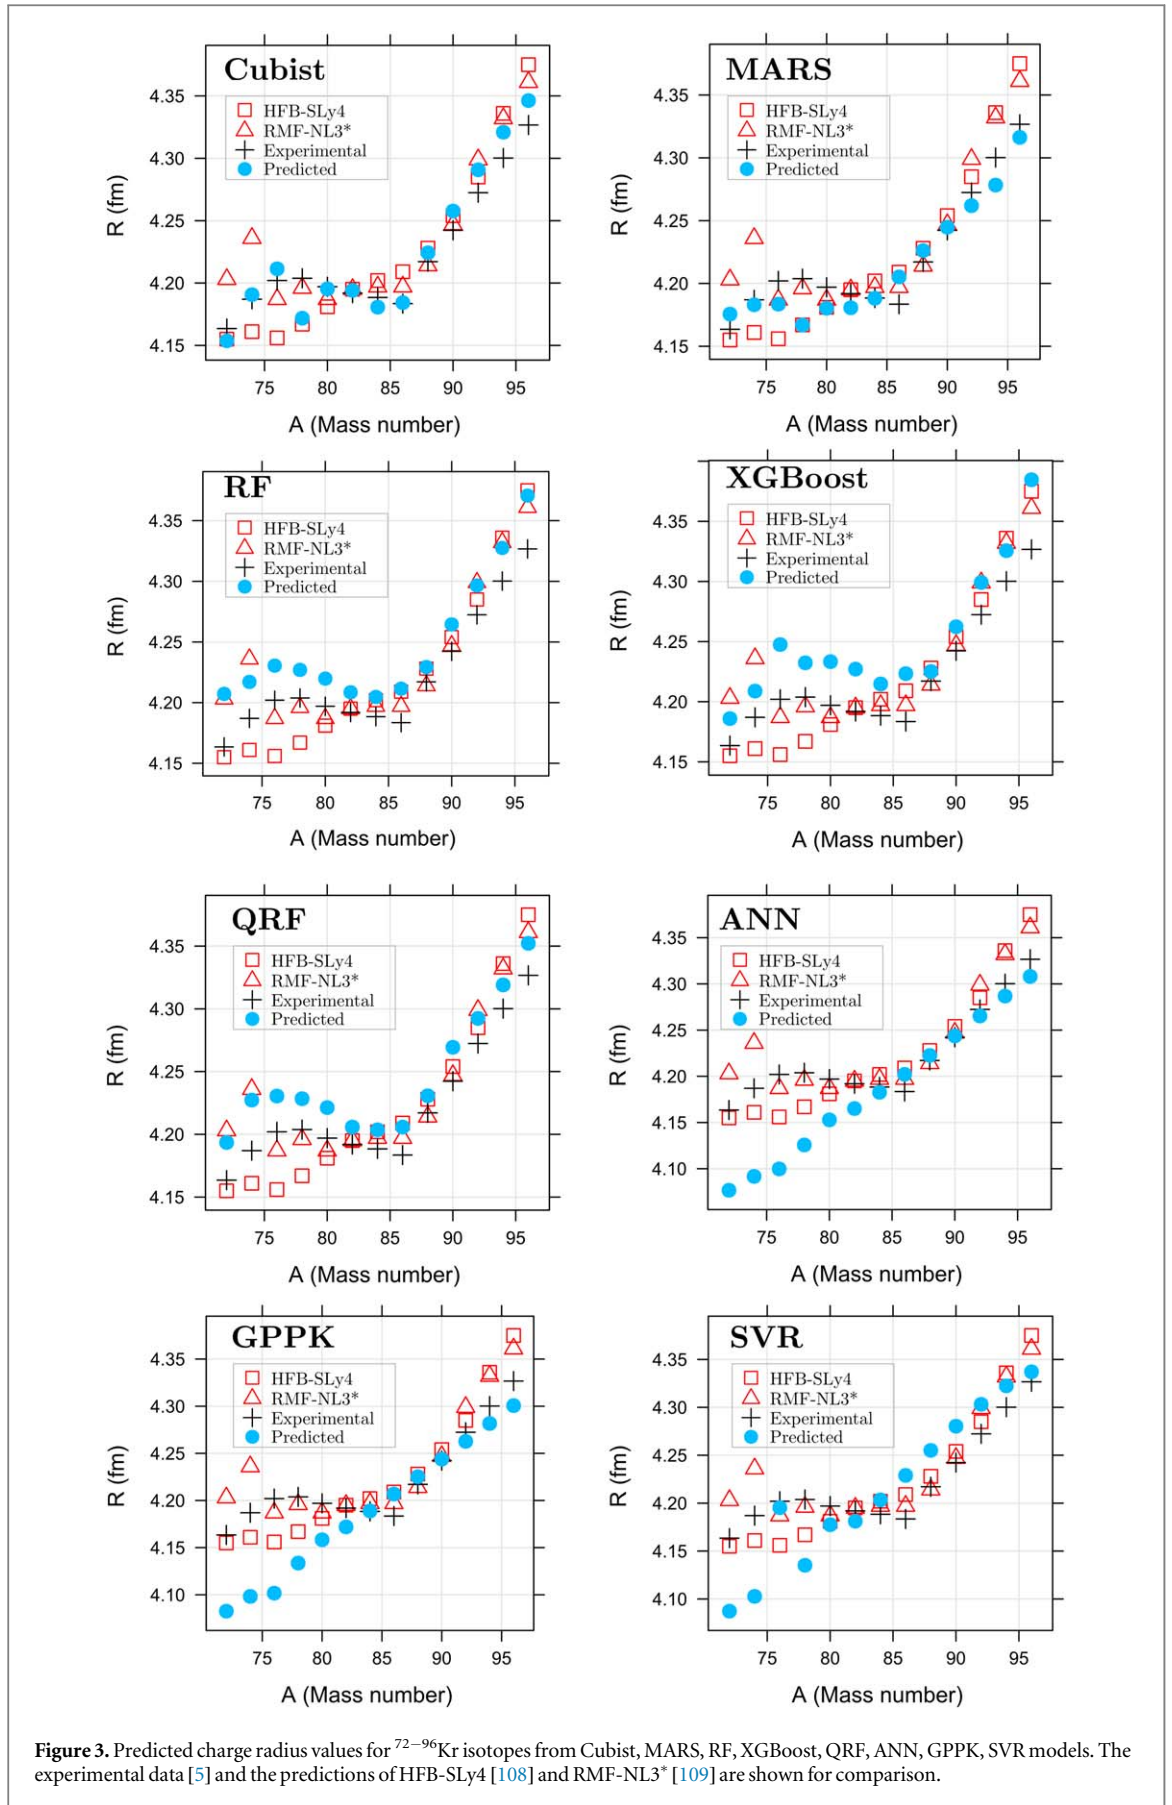 Cubist
HFB-SLy4
RMF-NL3*
Experimental
Predicted
4.35
4.30
4.25
4.20
4.15
R (fm)
75 80 85 90 95
A (Mass number)
MARS
HFB-SLy4
RMF-NL3*
Experimental
Predicted
4.35
4.30
4.25
4.20
4.15
R (fm)
75 80 85 90 95
A (Mass number)
RF
HFB-SLy4
RMF-NL3*
Experimental
Predicted
4.35
4.30
4.25
4.20
4.15
R (fm)
75 80 85 90 95
A (Mass number)
XGBoost
HFB-SLy4
RMF-NL3*
Experimental
Predicted
4.35
4.30
4.25
4.20
4.15
R (fm)
75 80 85 90 95
A (Mass number)
QRF
HFB-SLy4
RMF-NL3*
Experimental
Predicted
4.35
4.30
4.25
4.20
4.15
R (fm)
75 80 85 90 95
A (Mass number)
ANN
HFB-SLy4
RMF-NL3*
Experimental
Predicted
4.35
4.30
4.25
4.20
4.15
4.10
R (fm)
75 80 85 90 95
A (Mass number)
GPPK
HFB-SLy4
RMF-NL3*
Experimental
Predicted
4.35
4.30
4.25
4.20
4.15
4.10
R (fm)
75 80 85 90 95
A (Mass number)
SVR
HFB-SLy4
RMF-NL3*
Experimental
Predicted
4.35
4.30
4.25
4.20
4.15
4.10
R (fm)
75 80 85 90 95
A (Mass number)
Figure 3. Predicted charge radius values for ⁷²⁻⁹⁶Kr isotopes from Cubist, MARS, RF, XGBoost, QRF, ANN, GPPK, SVR models. The
experimental data [5] and the predictions of HFB-SLy4 [108] and RMF-NL3* [109] are shown for comparison.